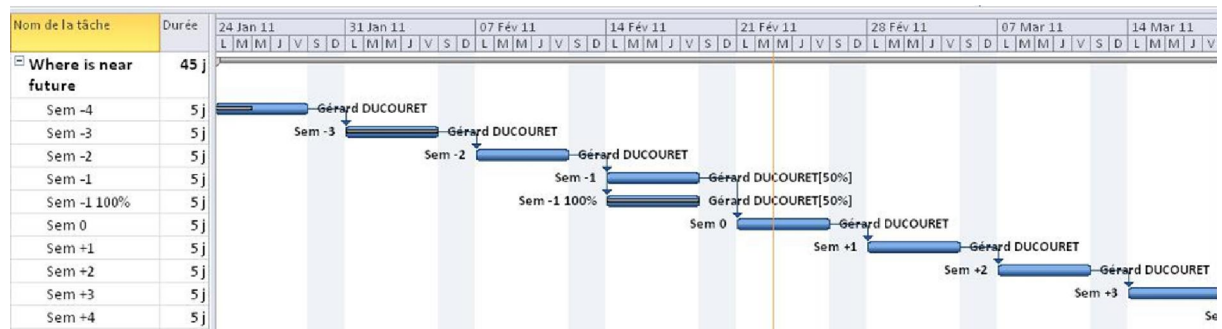 Nom de la tâche Durée 24 Jan 11 31 Jan 11 07 Fév 11 14 Fév 11 21 Fév 11 28 Fév 11 07 Mar 11 14 Mar 11
L M M J V S D L M M J V S D L M M J V S D L M M J V S D L M M J V S D L M M J V S D L M M J V S D L M M J V
Where is near future 45 j
Sem -4 5 j Gérard DUCOURET
Sem -3 5 j Sem -3 Gérard DUCOURET
Sem -2 5 j Sem -2 Gérard DUCOURET
Sem -1 5 j Sem -1 Gérard DUCOURET[50%]
Sem -1 100% 5 j Sem -1 100% Gérard DUCOURET[50%]
Sem 0 5 j Sem 0 Gérard DUCOURET
Sem +1 5 j Sem +1 Gérard DUCOURET
Sem +2 5 j Sem +2 Gérard DUCOURET
Sem +3 5 j Sem +3
Sem +4 5 j Se